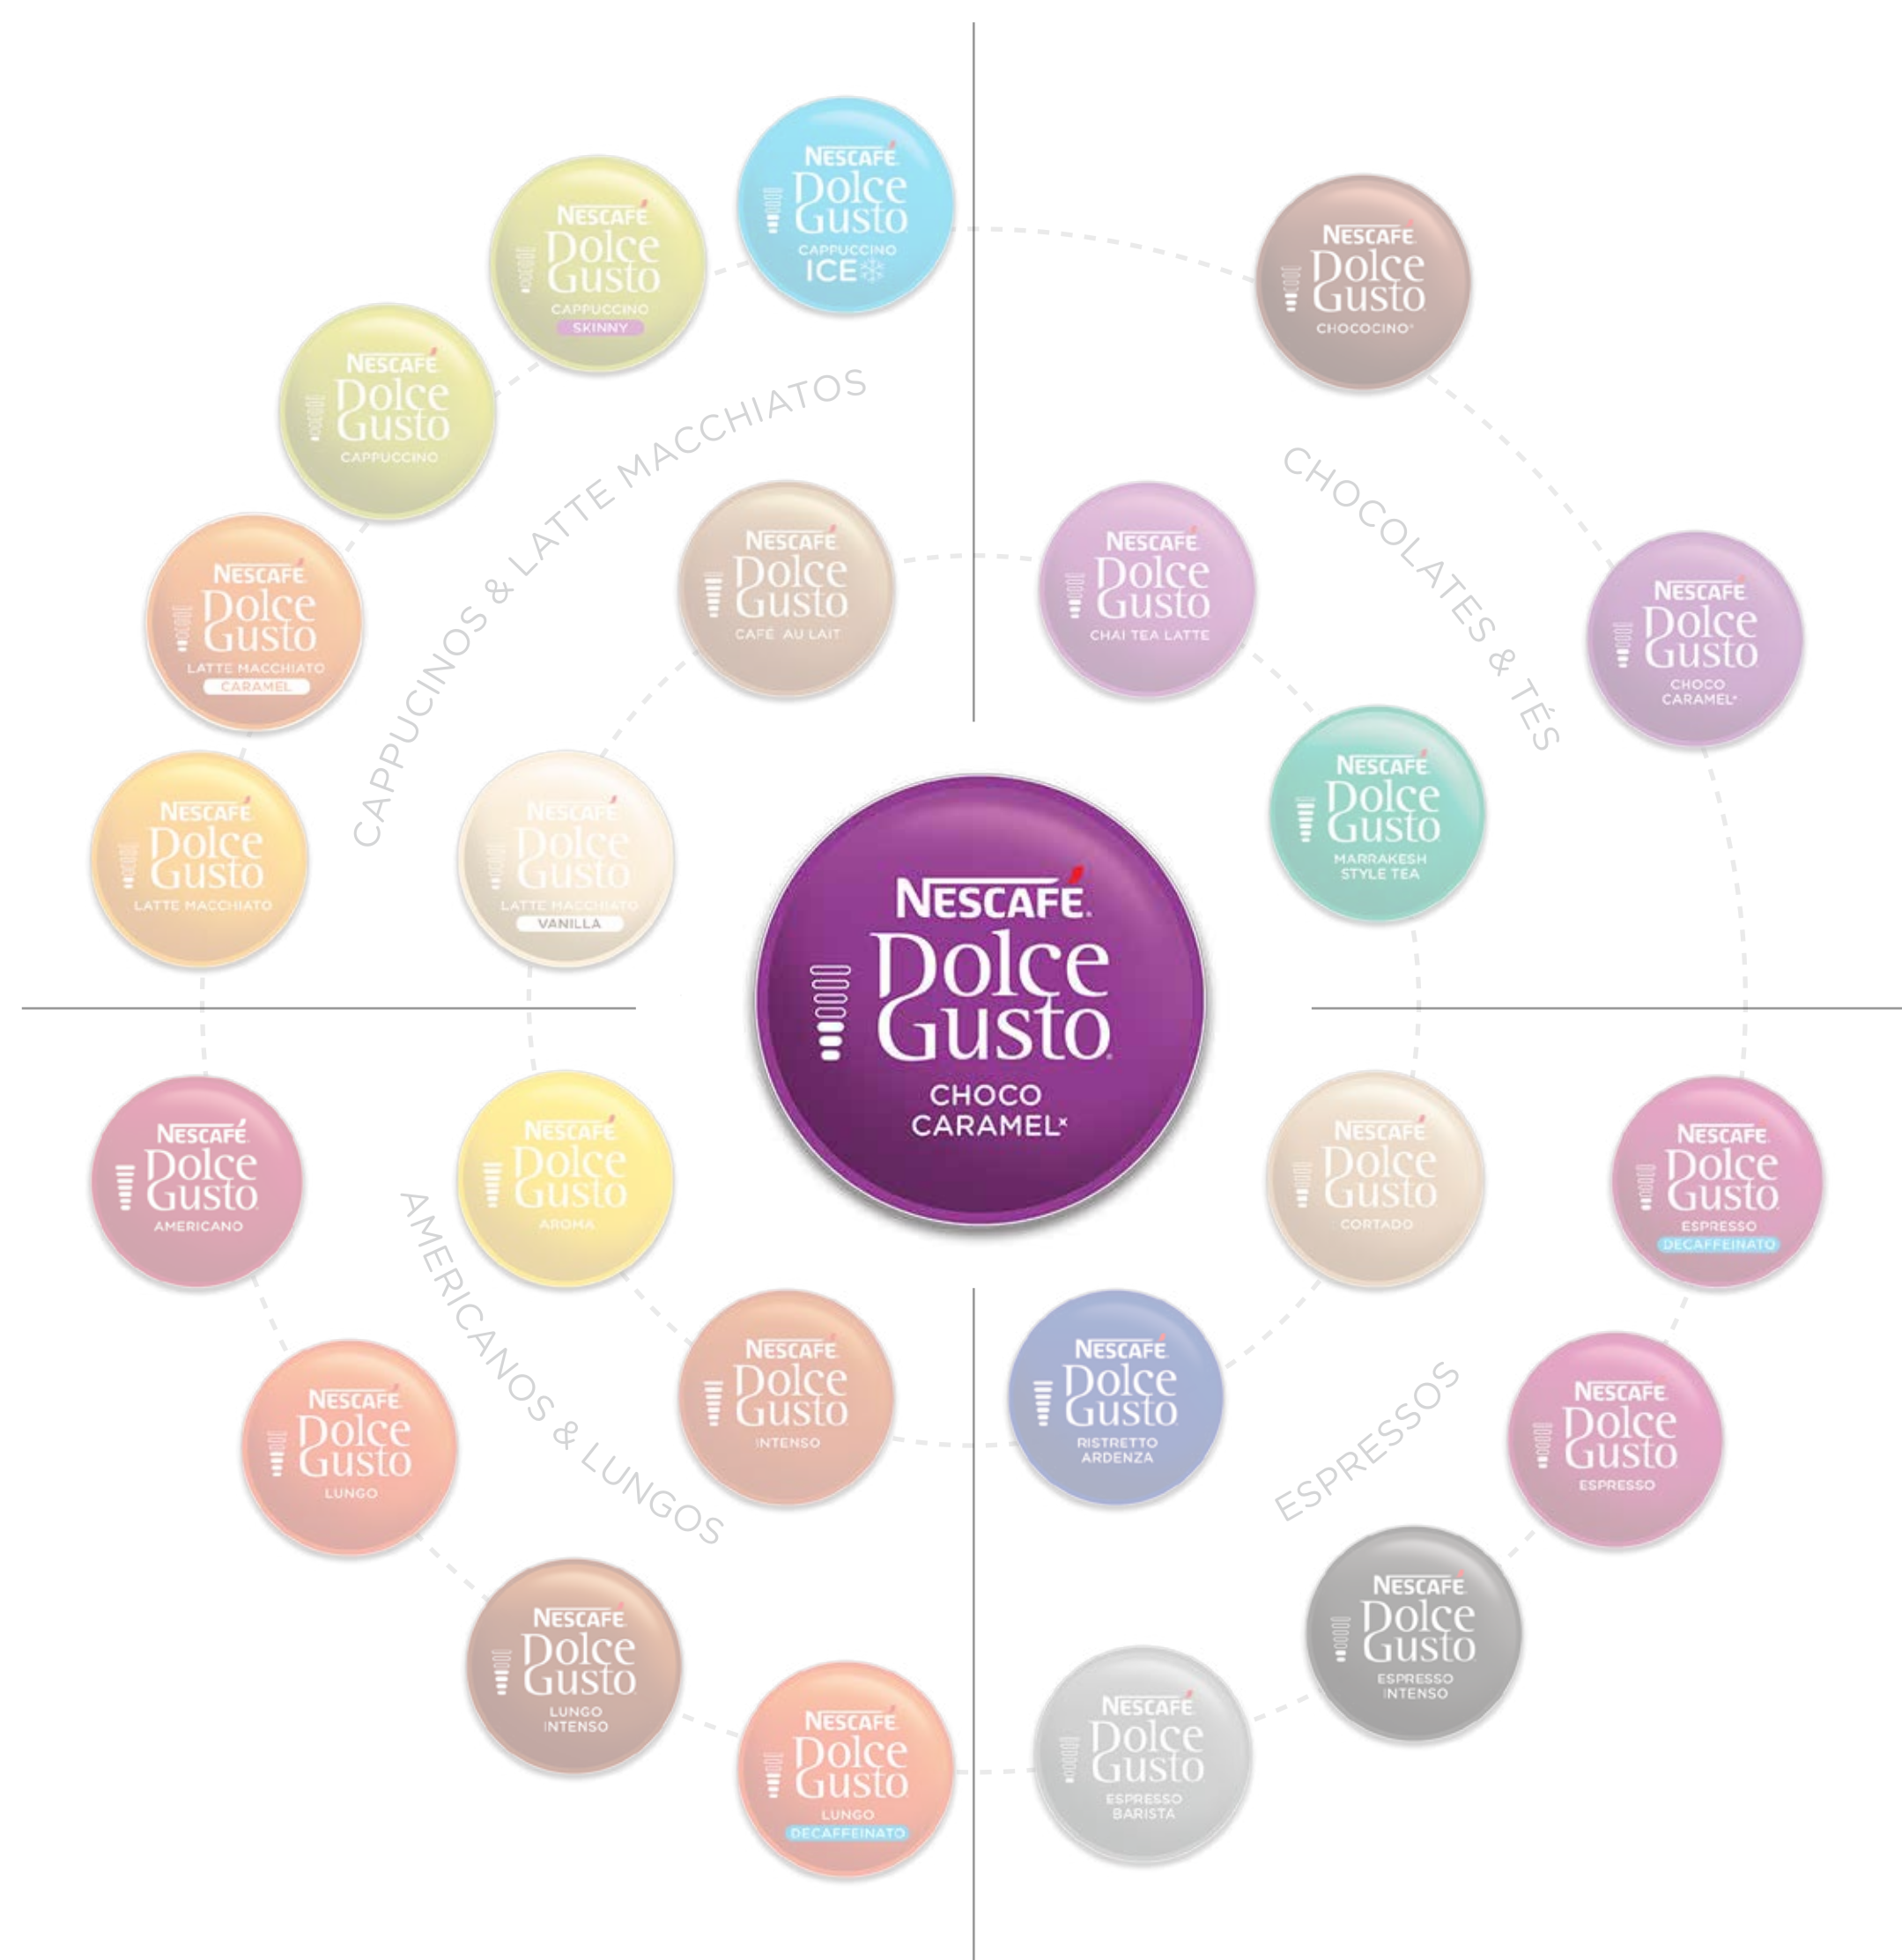 NESCAFÉ
Dolce
Gusto
CAPPUCCINO
ICE
NESCAFÉ
Dolce
Gusto
CAPPUCCINO
SKINNY
NESCAFÉ
Dolce
Gusto
CAPPUCCINO
NESCAFÉ
Dolce
Gusto
LATTE MACCHIATO
CARAMEL
NESCAFÉ
Dolce
Gusto
LATTE MACCHIATO
CAPPUCINOS & LATTE MACCHIATOS
NESCAFÉ
Dolce
Gusto
CAFÉ AU LAIT
NESCAFÉ
Dolce
Gusto
LATTE MACCHIATO
VANILLA
NESCAFÉ
Dolce
Gusto
CHOCOCINO*
NESCAFÉ
Dolce
Gusto
CHOCO
CARAMEL*
CHOCOLATES & TÉS
NESCAFÉ
Dolce
Gusto
CHAI TEA LATTE
NESCAFÉ
Dolce
Gusto
MARRAKESH
STYLE TEA
NESCAFÉ
Dolce
Gusto
CHOCO
CARAMEL*
NESCAFÉ
Dolce
Gusto
AMERICANO
NESCAFÉ
Dolce
Gusto
AROMA
AMERICANOS & LUNGOS
NESCAFÉ
Dolce
Gusto
INTENSO
NESCAFÉ
Dolce
Gusto
LUNGO
NESCAFÉ
Dolce
Gusto
LUNGO
INTENSO
NESCAFÉ
Dolce
Gusto
LUNGO
DECAFFEINATO
NESCAFÉ
Dolce
Gusto
CORTADO
NESCAFÉ
Dolce
Gusto
ESPRESSO
DECAFFEINATO
NESCAFÉ
Dolce
Gusto
RISTRETTO
ARDENZA
ESPRESSOS
NESCAFÉ
Dolce
Gusto
ESPRESSO
NESCAFÉ
Dolce
Gusto
ESPRESSO
INTENSO
NESCAFÉ
Dolce
Gusto
ESPRESSO
BARISTA